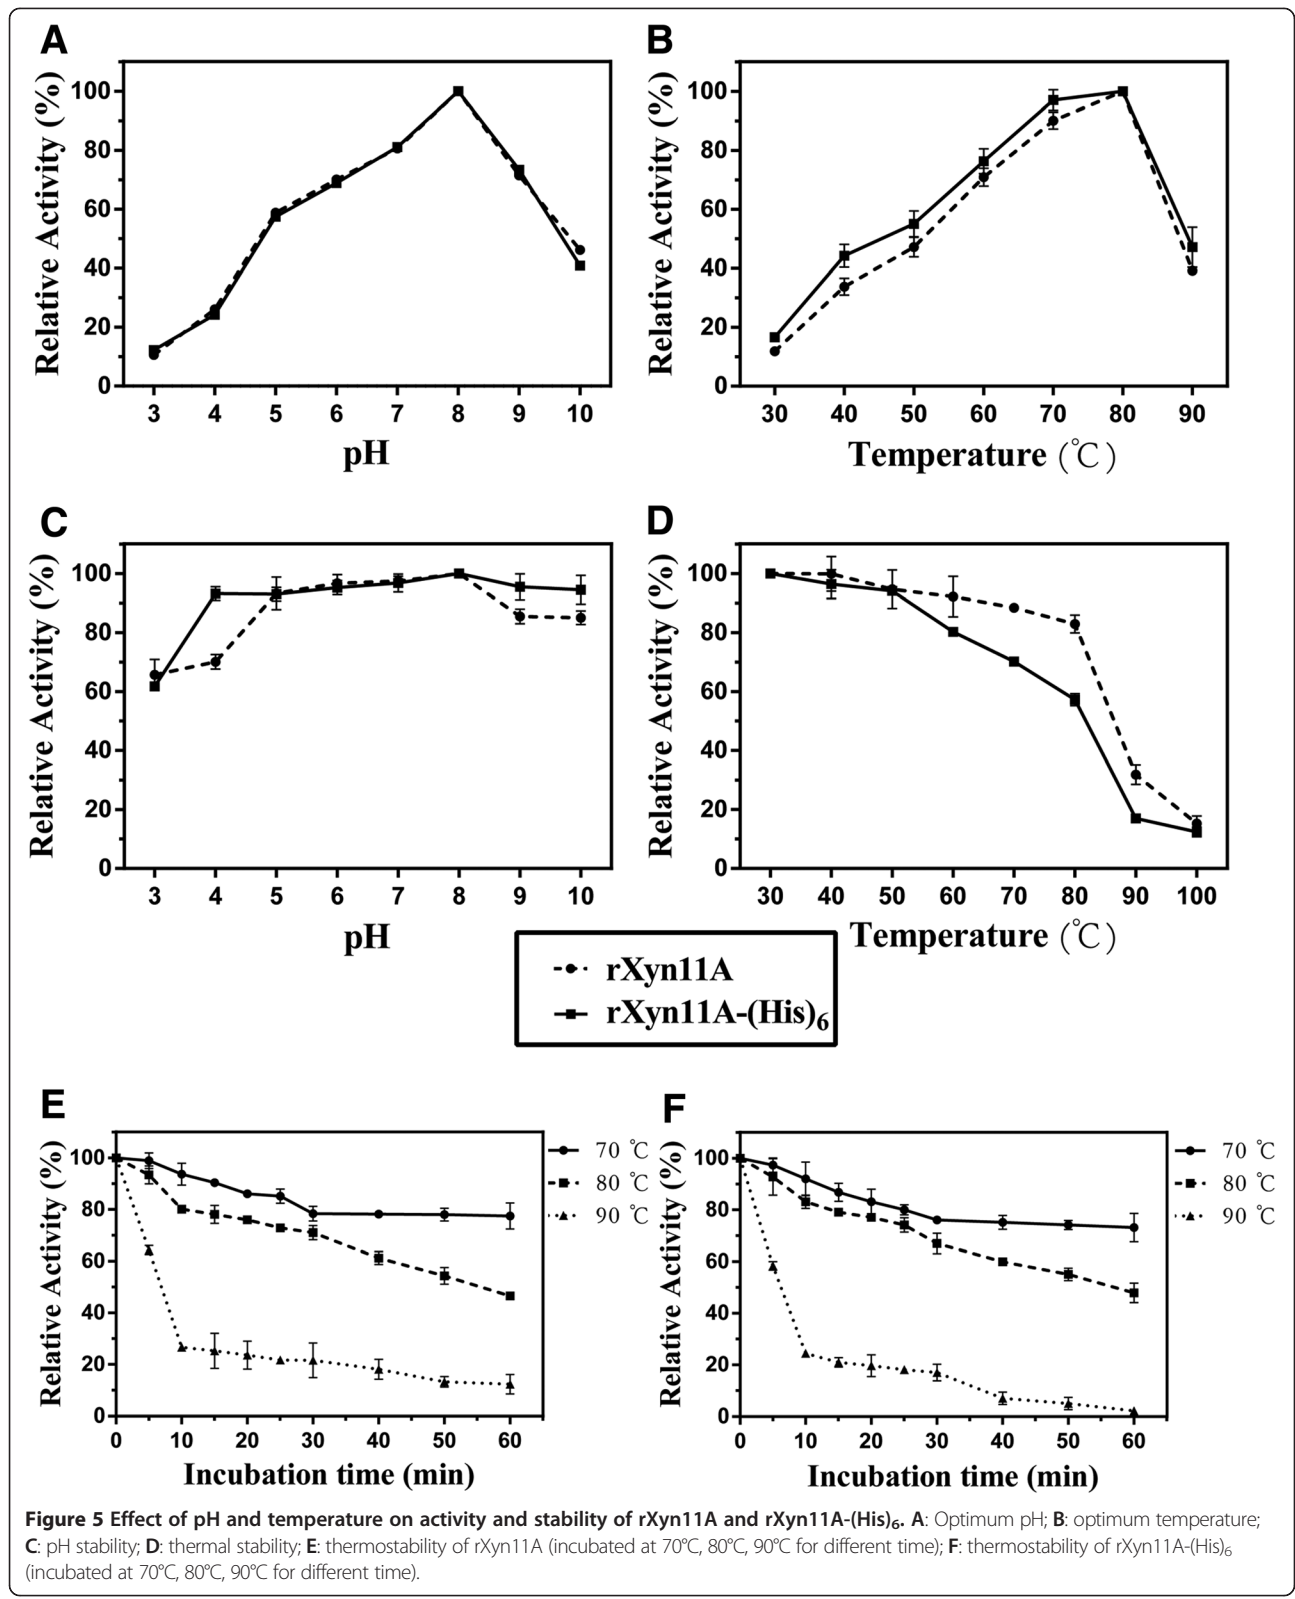 A
Relative Activity (%)
100
80
60
40
20
0
3 4 5 6 7 8 9 10
pH
B
Relative Activity (%)
100
80
60
40
20
0
30 40 50 60 70 80 90
Temperature (℃)
C
Relative Activity (%)
100
80
60
40
20
0
3 4 5 6 7 8 9 10
pH
D
Relative Activity (%)
100
80
60
40
20
0
30 40 50 60 70 80 90 100
Temperature (℃)
rXyn11A
rXyn11A-(His)6
E
Relative Activity (%)
100
80
60
40
20
0
0 10 20 30 40 50 60
Incubation time (min)
70 ℃
80 ℃
90 ℃
F
Relative Activity (%)
100
80
60
40
20
0
0 10 20 30 40 50 60
Incubation time (min)
70 ℃
80 ℃
90 ℃
Figure 5 Effect of pH and temperature on activity and stability of rXyn11A and rXyn11A-(His)6. A: Optimum pH; B: optimum temperature;
C: pH stability; D: thermal stability; E: thermostability of rXyn11A (incubated at 70℃, 80℃, 90℃ for different time); F: thermostability of rXyn11A-(His)6
(incubated at 70℃, 80℃, 90℃ for different time).